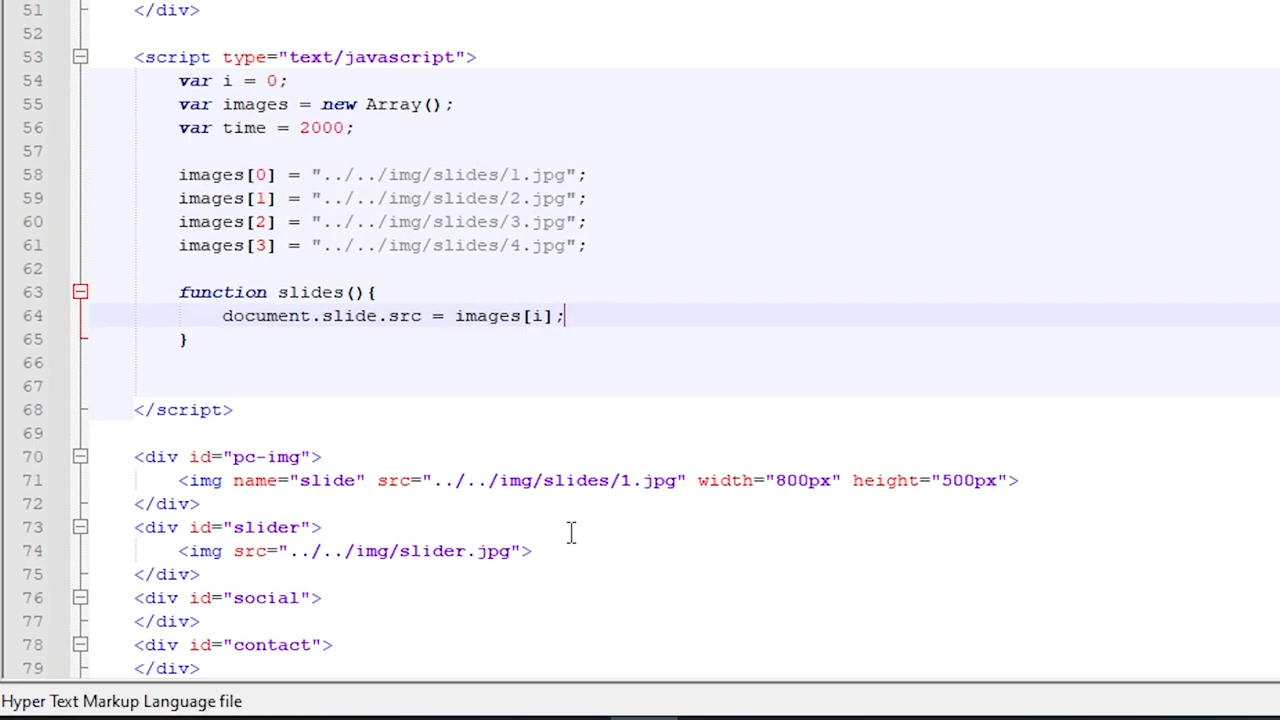 51 </div>
52
53 <script type="text/javascript">
54 var i = 0;
55 var images = new Array();
56 var time = 2000;
57
58 images[0] = "../../img/slides/1.jpg";
59 images[1] = "../../img/slides/2.jpg";
60 images[2] = "../../img/slides/3.jpg";
61 images[3] = "../../img/slides/4.jpg";
62
63 function slides(){
64 document.slide.src = images[i];
65 }
66
67
68 </script>
69
70 <div id="pc-img">
71 <img name="slide" src="../../img/slides/1.jpg" width="800px" height="500px">
72 </div>
73 <div id="slider">
74 <img src="../../img/slider.jpg">
75 </div>
76 <div id="social">
77 </div>
78 <div id="contact">
79 </div>
Hyper Text Markup Language file